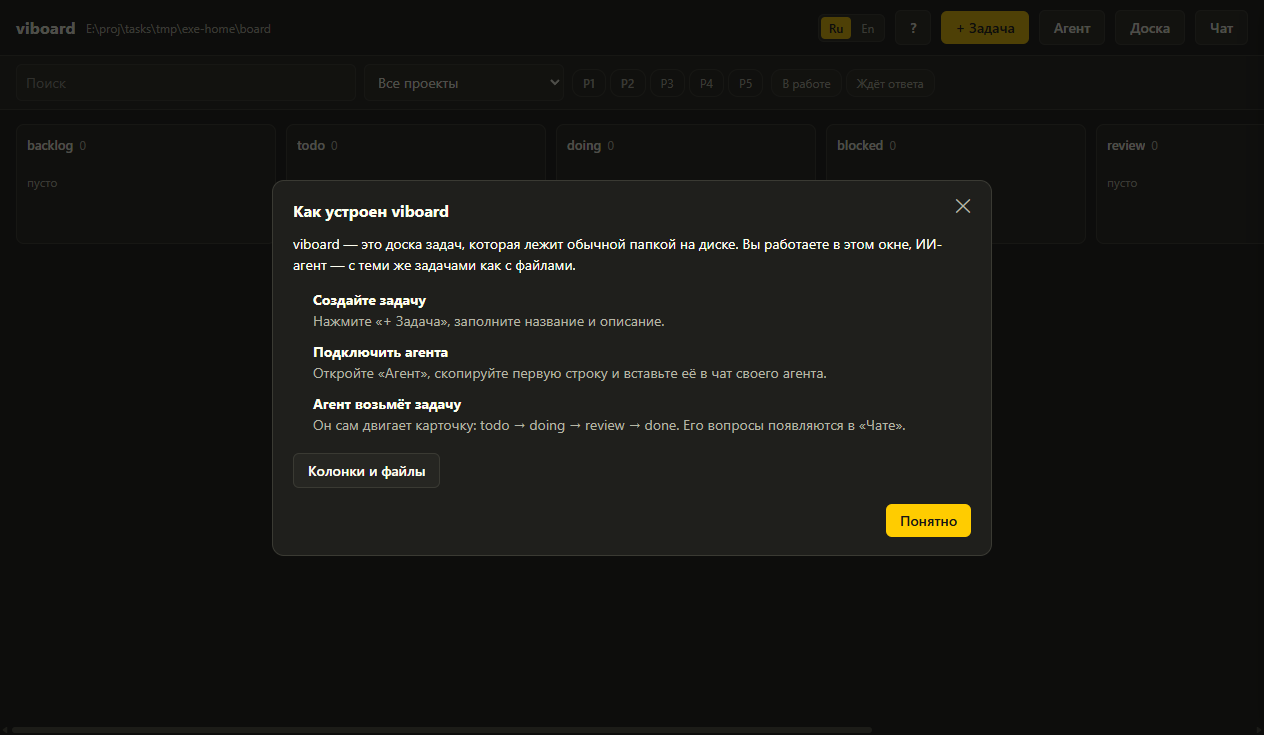 viboard E:\proj\tasks\tmp\exe-home\board Ru En ? + Задача Агент Доска Чат
Поиск Все проекты P1 P2 P3 P4 P5 В работе Ждёт ответа
backlog 0 todo 0 doing 0 blocked 0 review 0
пусто пусто
Как устроен viboard
viboard — это доска задач, которая лежит обычной папкой на диске. Вы работаете в этом окне, ИИ-
агент — с теми же задачами как с файлами.
Создайте задачу
Нажмите «+ Задача», заполните название и описание.
Подключить агента
Откройте «Агент», скопируйте первую строку и вставьте её в чат своего агента.
Агент возьмёт задачу
Он сам двигает карточку: todo → doing → review → done. Его вопросы появляются в «Чате».
Колонки и файлы
Понятно